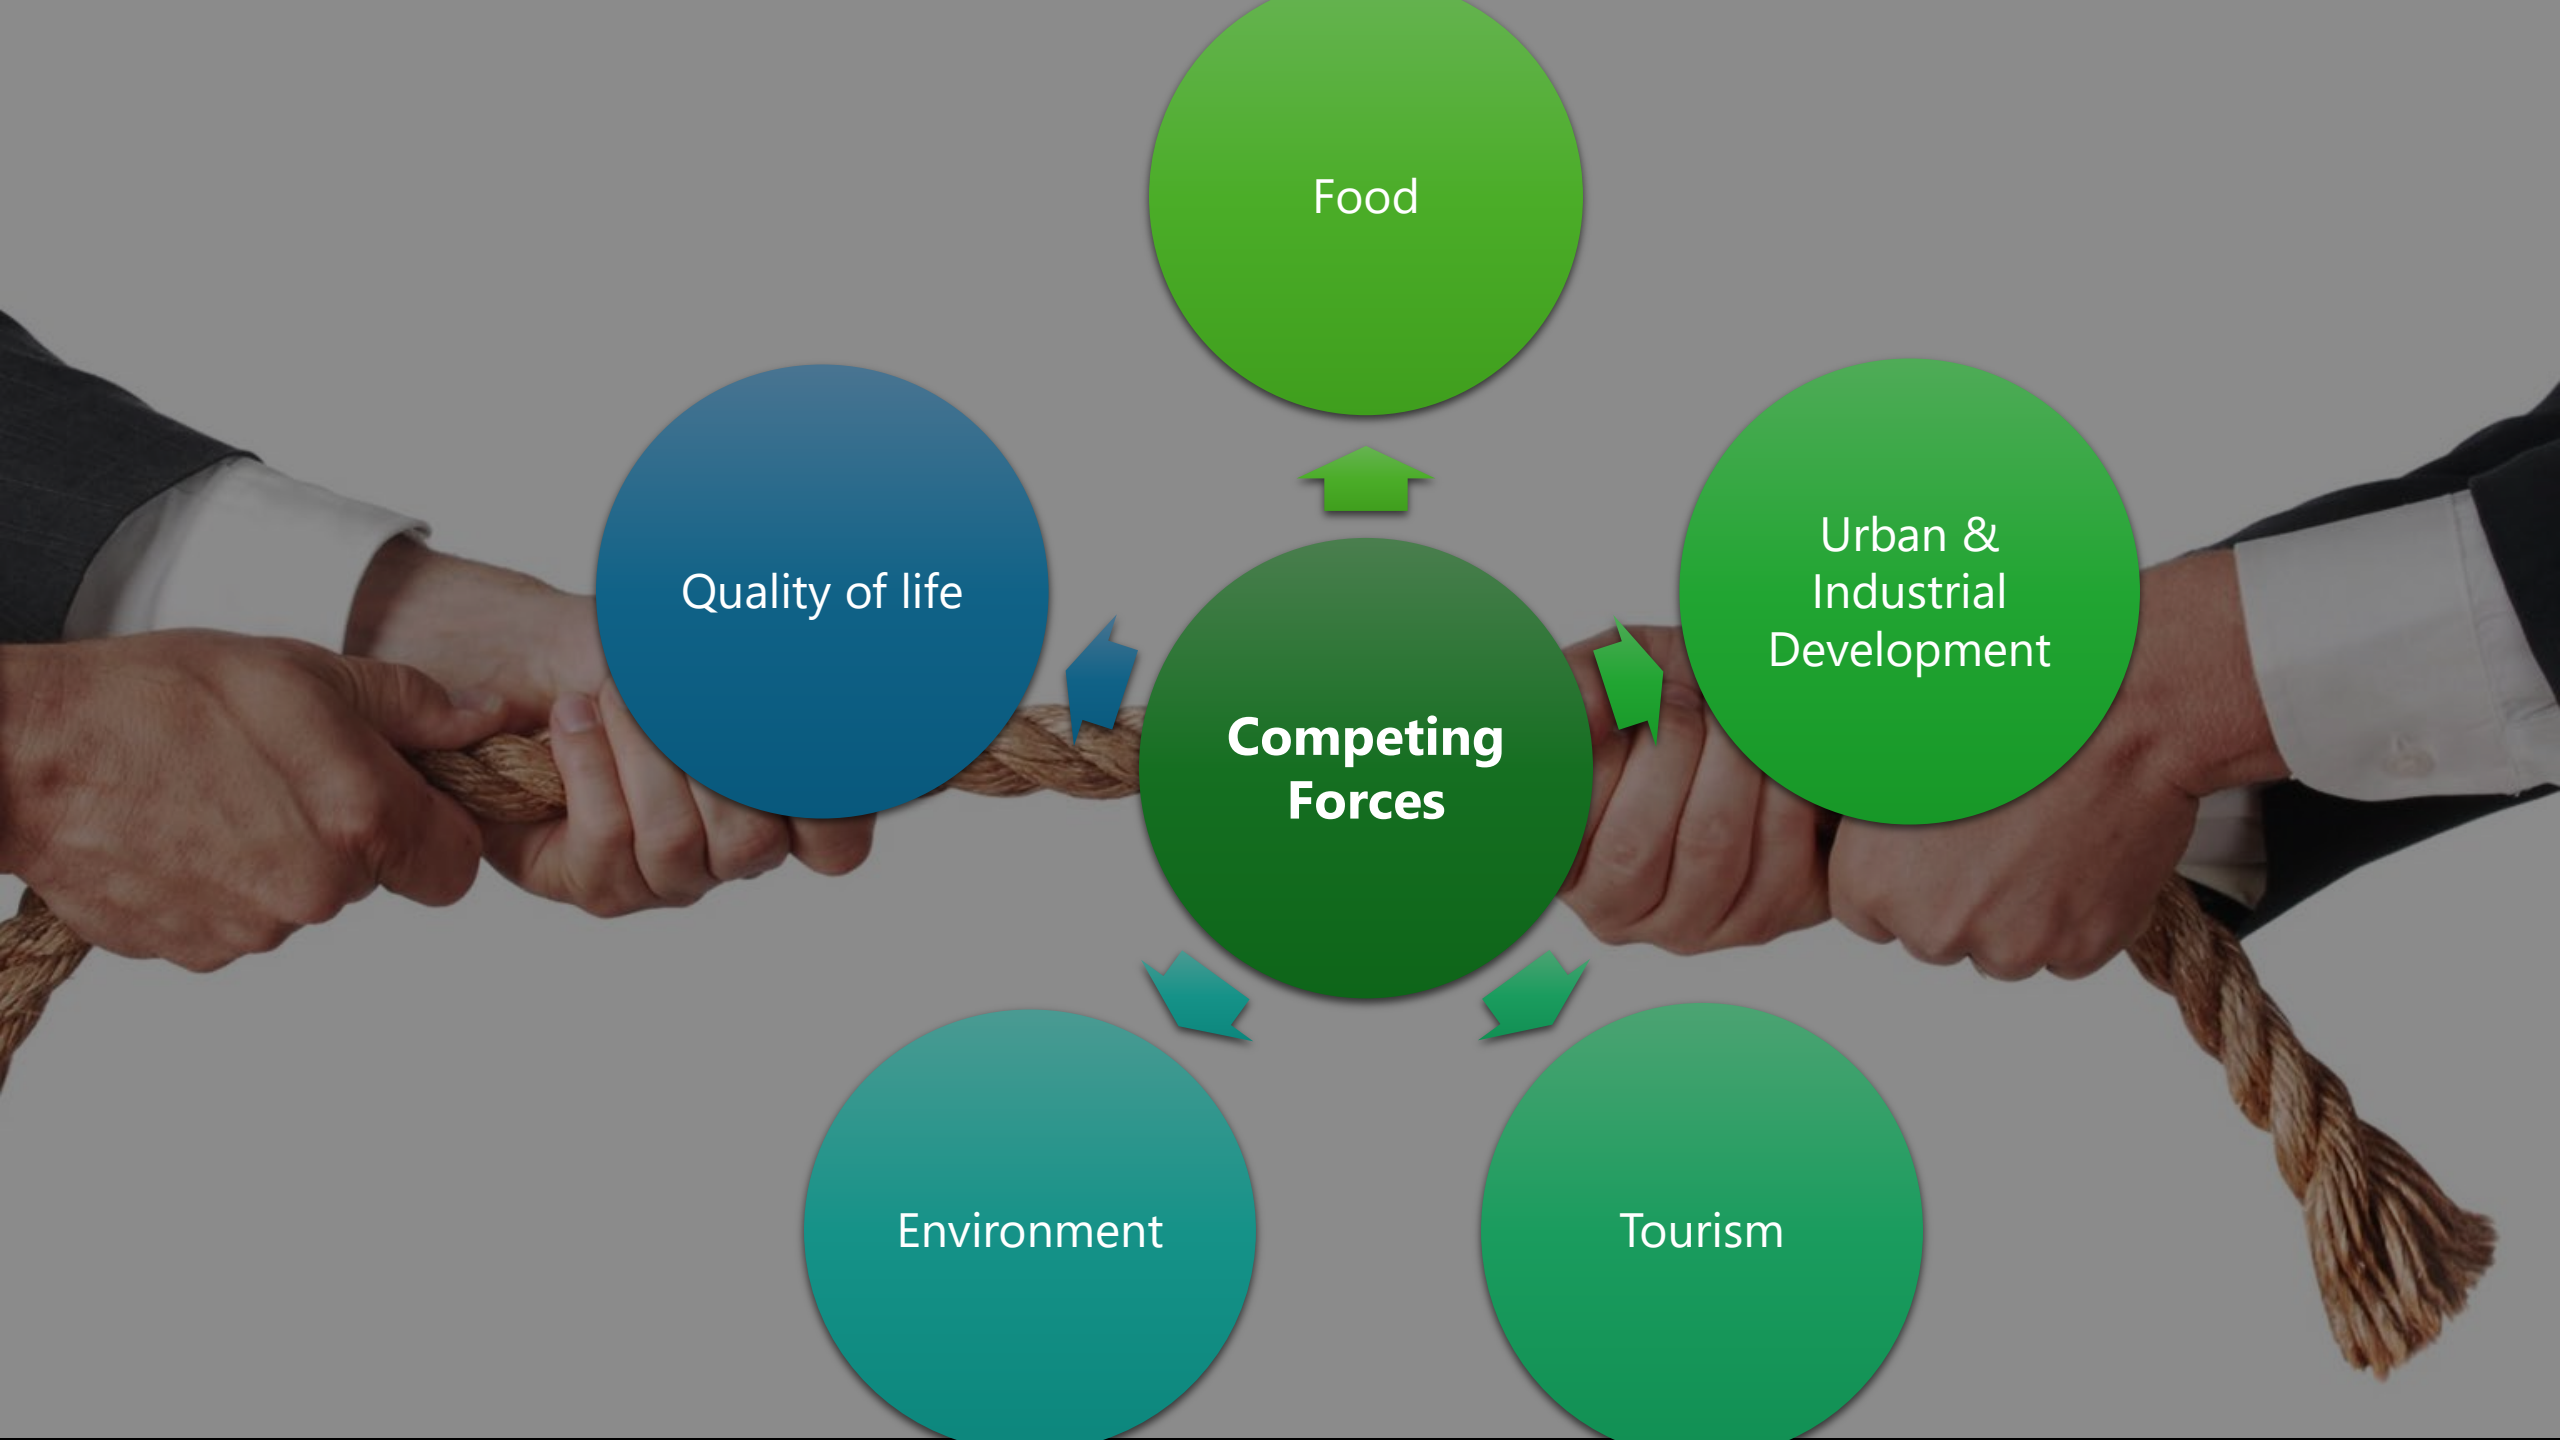 Food
Quality of life
Urban &
Industrial
Development
Competing
Forces
Environment
Tourism